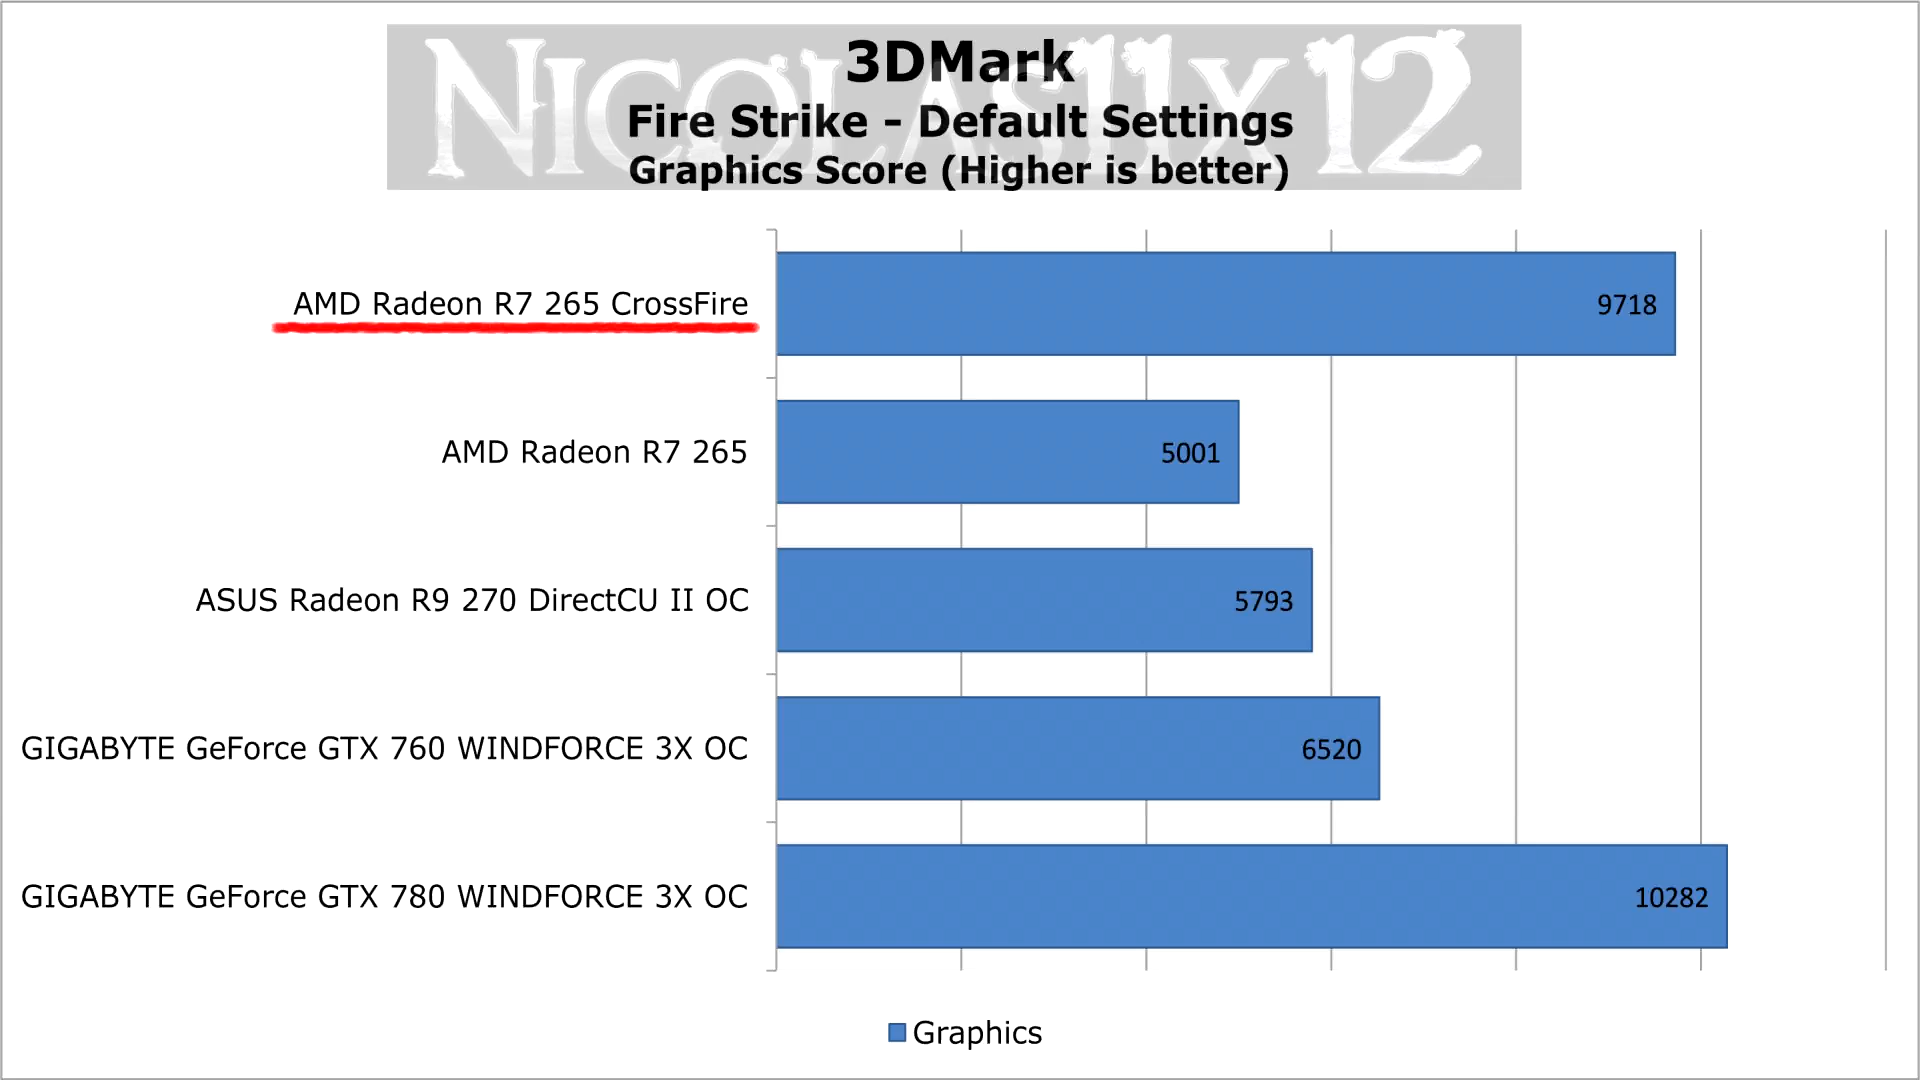 NICOLAS11X12
3DMark
Fire Strike - Default Settings
Graphics Score (Higher is better)
AMD Radeon R7 265 CrossFire
9718
AMD Radeon R7 265
5001
ASUS Radeon R9 270 DirectCU II OC
5793
GIGABYTE GeForce GTX 760 WINDFORCE 3X OC
6520
GIGABYTE GeForce GTX 780 WINDFORCE 3X OC
10282
Graphics